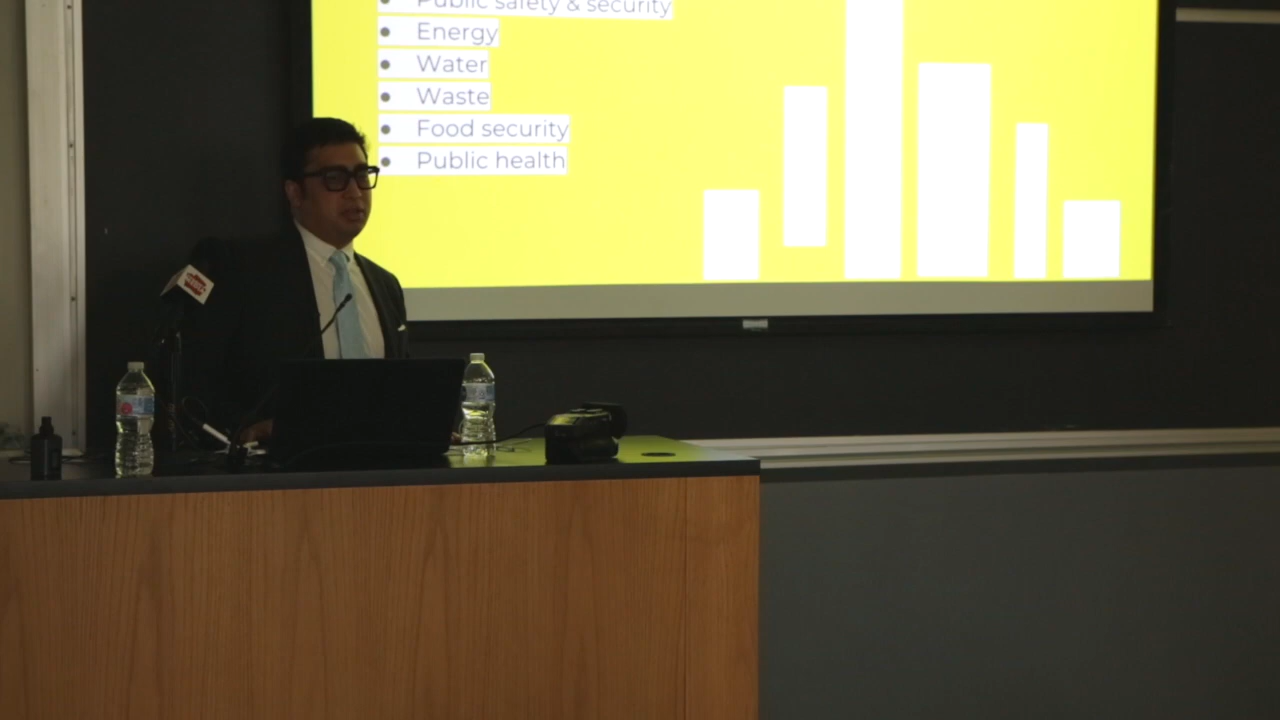 Public safety & security
Energy
Water
Waste
Food security
Public health